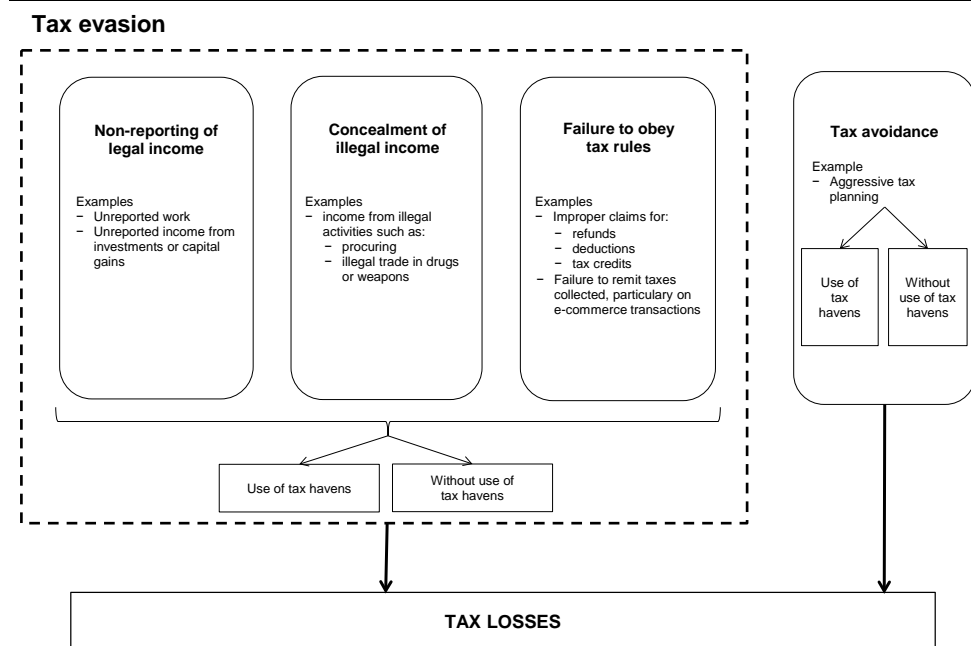 Tax evasion
Non-reporting of
legal income
Examples
− Unreported work
− Unreported income from
investments or capital
gains
Concealment of
illegal income
Examples
− income from illegal
activities such as:
− procuring
− illegal trade in drugs
or weapons
Failure to obey
tax rules
Examples
− Improper claims for:
− refunds
− deductions
− tax credits
− Failure to remit taxes
collected, particulary on
e-commerce transactions
Tax avoidance
Example
− Aggressive tax
planning
Use of
tax
havens
Without
use of tax
havens
Use of tax havens
Without use of
tax havens
TAX LOSSES